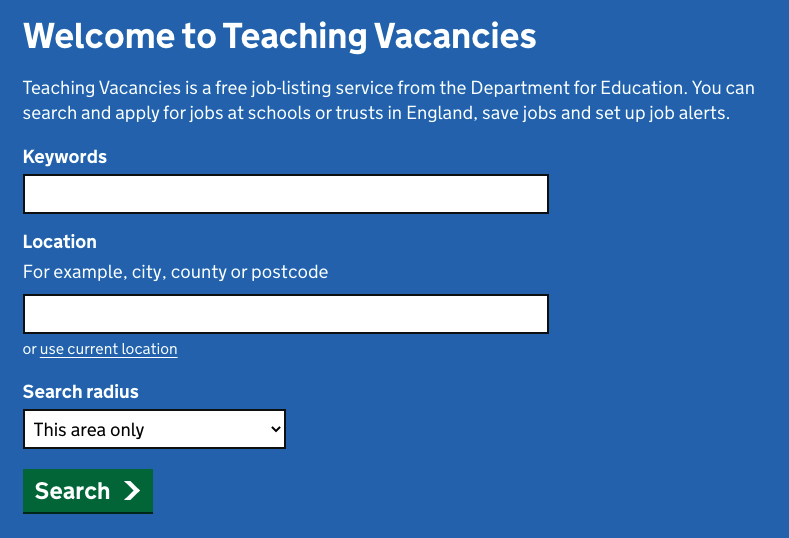 Welcome to Teaching Vacancies
Teaching Vacancies is a free job-listing service from the Department for Education. You can
search and apply for jobs at schools or trusts in England, save jobs and set up job alerts.
Keywords
Location
For example, city, county or postcode
or use current location
Search radius
This area only
Search